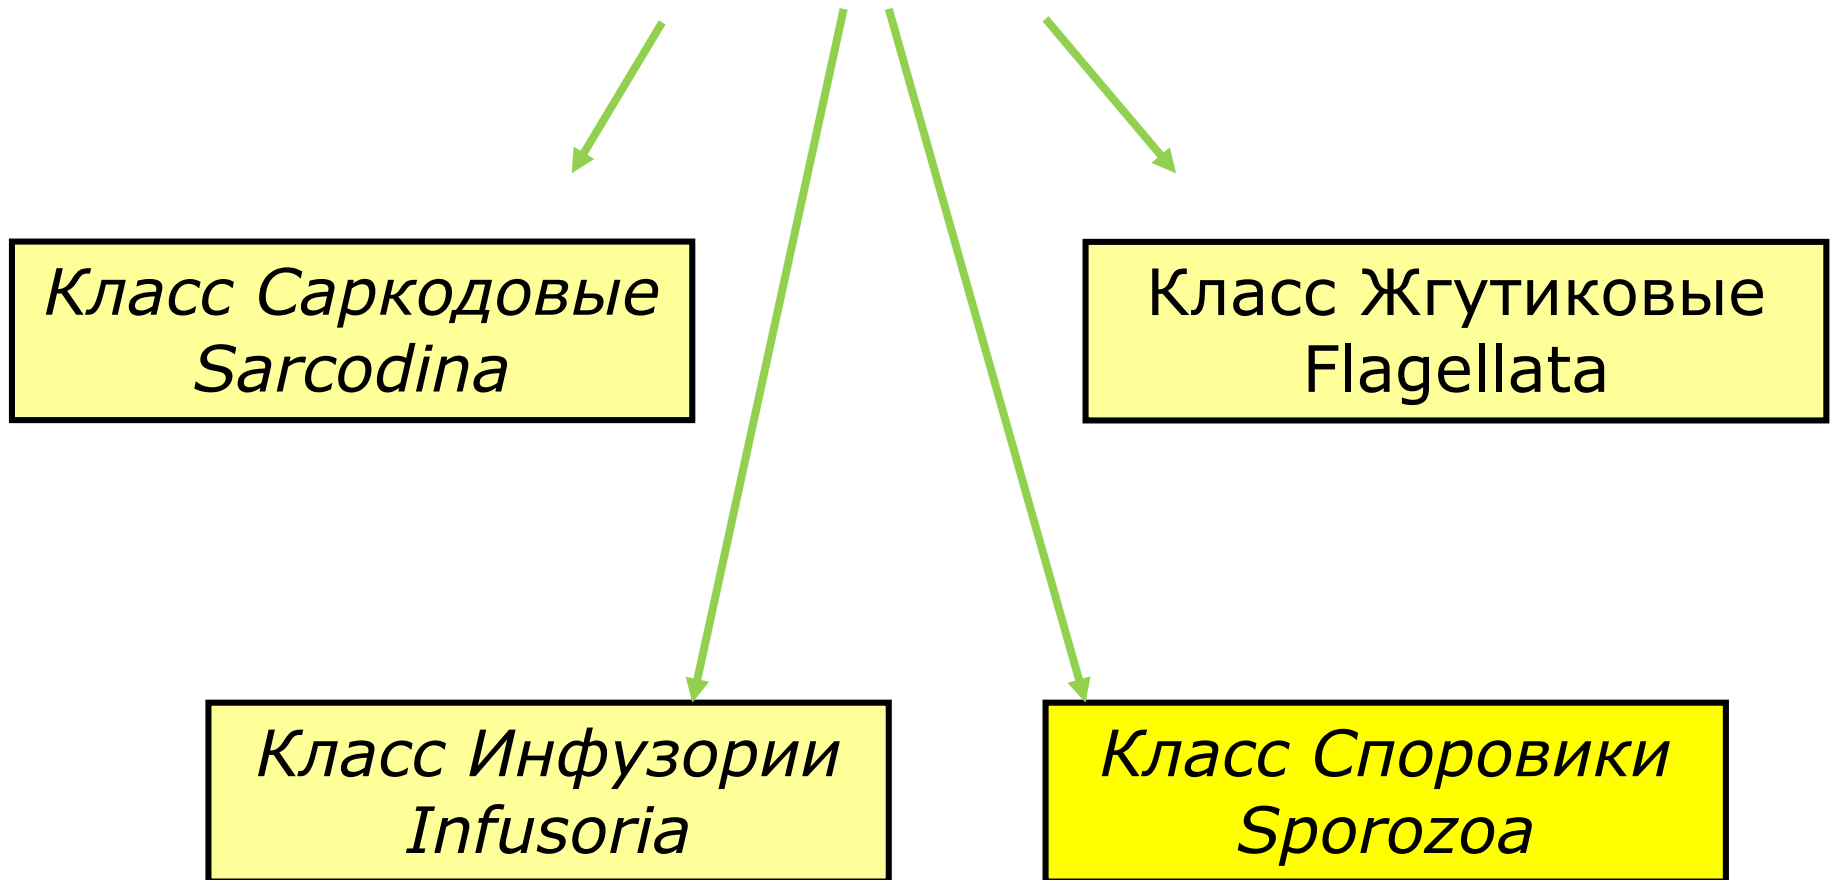 Класс Саркодовые
Sarcodina
Класс Жгутиковые
Flagellata
Класс Инфузории
Infusoria
Класс Споровики
Sporozoa